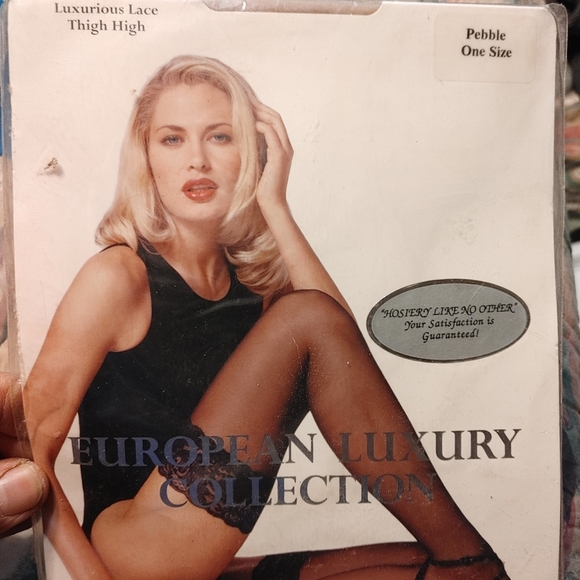 Luxurious Lace
Thigh High
Pebble
One Size
"HOSIERY LIKE NO OTHER"
Your Satisfaction is
Guaranteed!
EUROPEAN LUXURY
COLLECTION